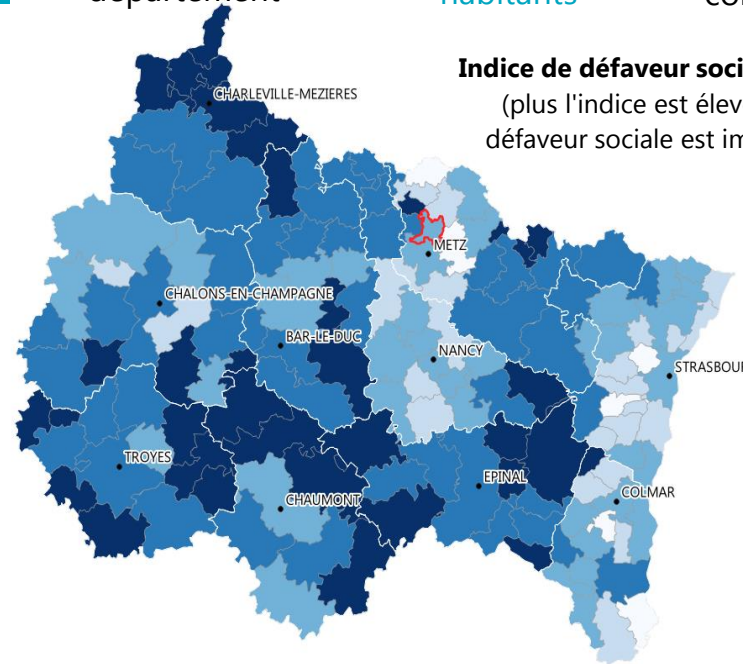 département
habitants
Indice de défaveur soci
(plus l'indice est élev
défaveur sociale est im
CHARLEVILLE-MEZIERES
METZ
CHALONS-EN-CHAMPAGNE
BAR-LE-DUC
NANCY
STRASBOUR
TROYES
EPINAL
CHAUMONT
COLMAR